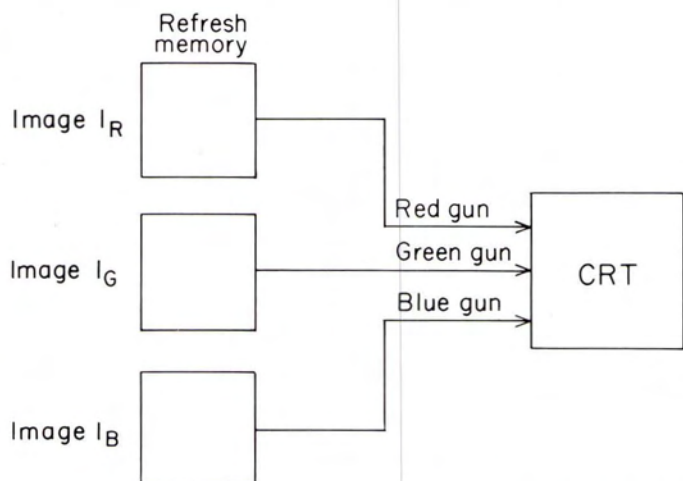 Refresh
memory
Image I_R
Red gun
Green gun
Image I_G
CRT
Blue gun
Image I_B